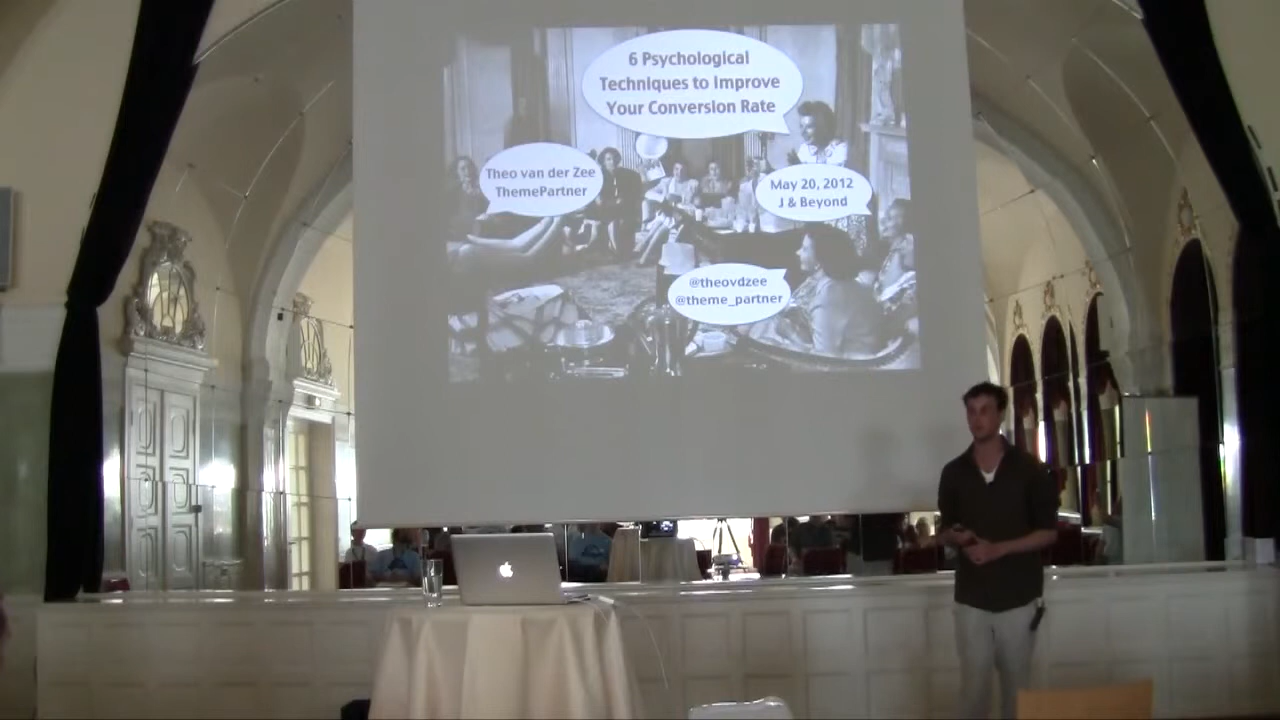 6 Psychological
Techniques to Improve
Your Conversion Rate
Theo van der Zee
ThemePartner
May 20, 2012
J & Beyond
@theovdzee
@theme_partner